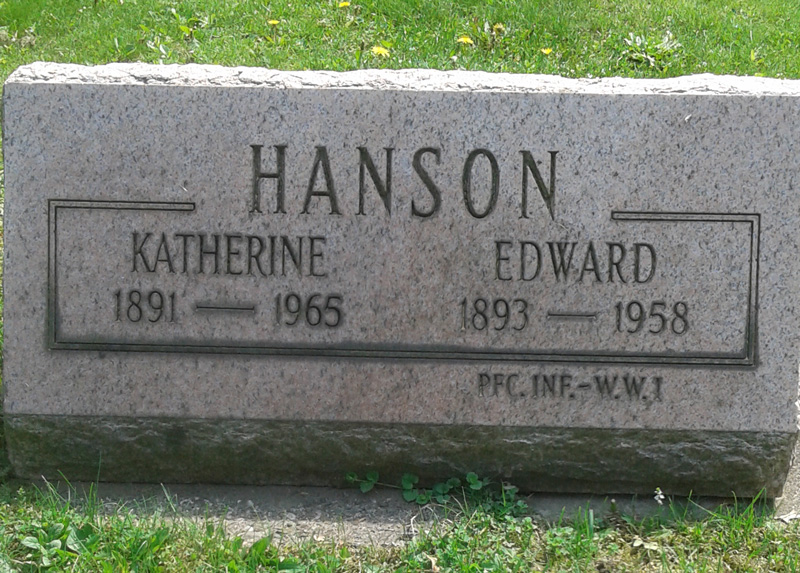 HANSON
KATHERINE EDWARD
1891 — 1965 1893 — 1958
PFC. INF.-W.W.I